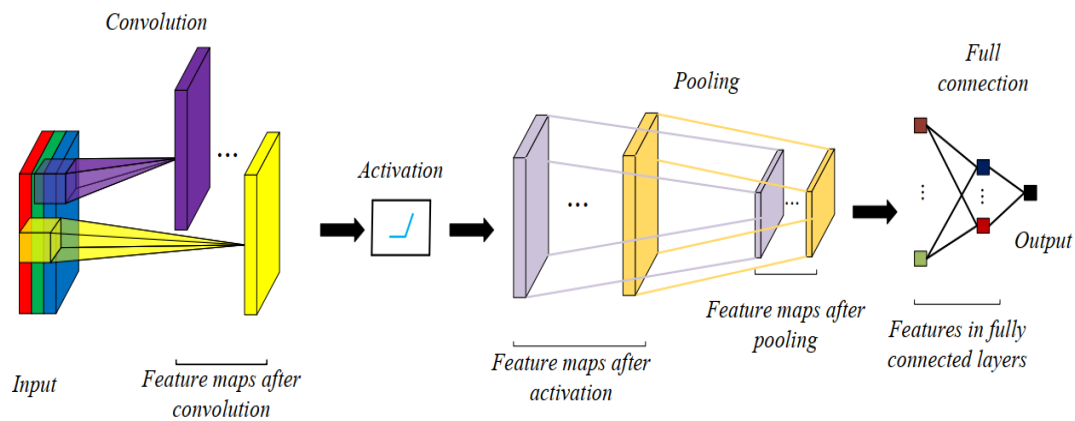 Convolution
...
Input
Feature maps after
convolution
Activation
Pooling
...
...
Feature maps after
activation
Feature maps after
pooling
Full
connection
...
...
Output
Features in fully
connected layers